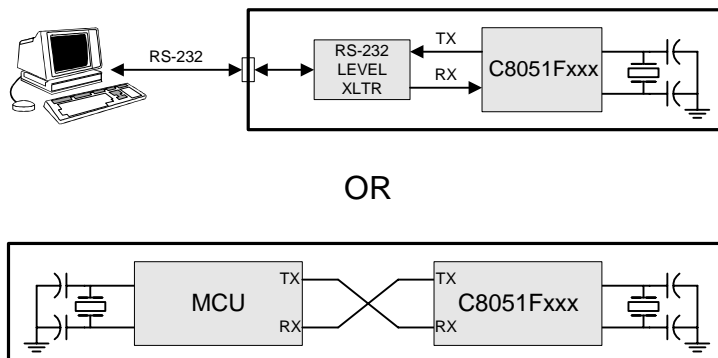 RS-232
RS-232
LEVEL
XLTR
TX
RX
C8051Fxxx
OR
MCU
TX
RX
TX
RX
C8051Fxxx